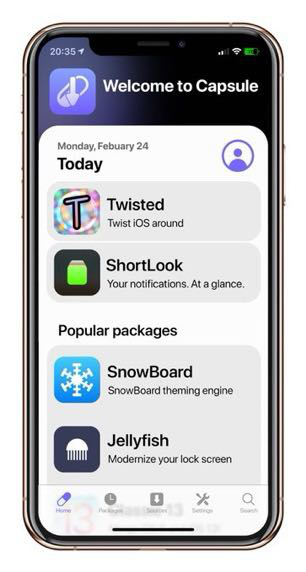 20:35
Welcome to Capsule
Monday, Febuary 24
Today
T
Twisted
Twist iOS around
ShortLook
Your notifications. At a glance.
Popular packages
SnowBoard
SnowBoard theming engine
Jellyfish
Modernize your lock screen
Home
Packages
Sources
Settings
Search